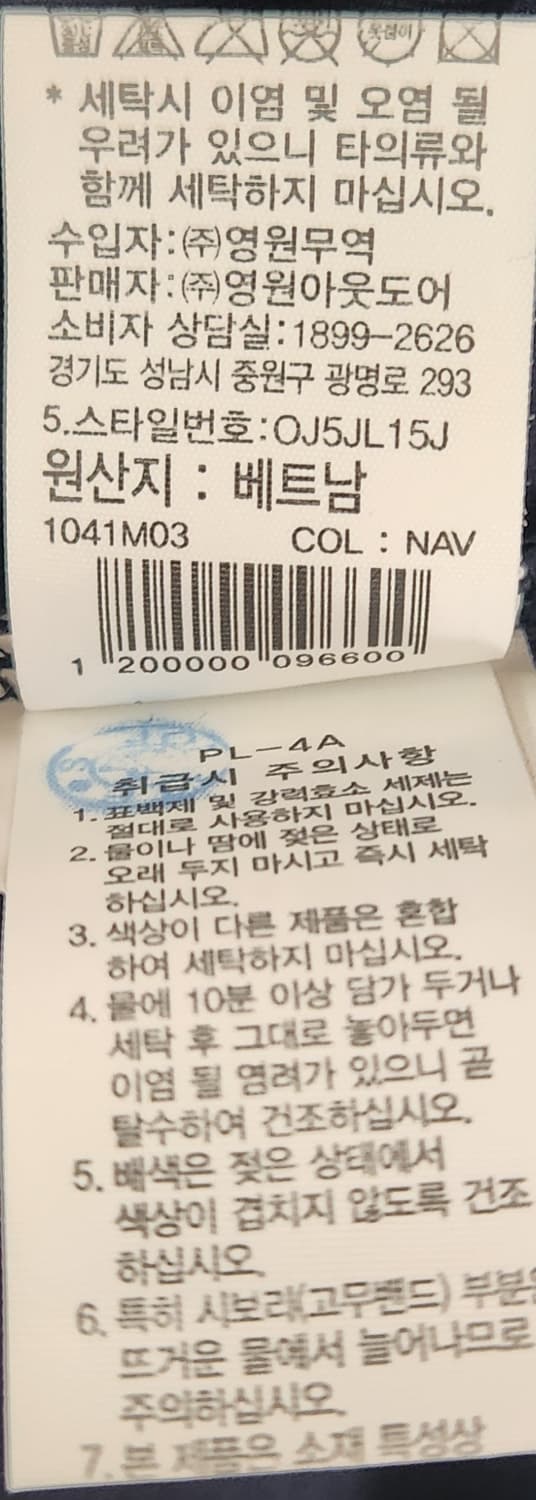 * 세탁시 이염 및 오염 될
우려가 있으니 타의류와
함께 세탁하지 마십시오.
수입자:㈜영원무역
판매자:㈜영원아웃도어
소비자 상담실:1899-2626
경기도 성남시 중원구 광명로 293
5.스타일번호:OJ5JL15J
원산지 : 베트남
1041M03 COL : NAV
1 200000 096600
PL-4A
취급시 주의사항
1. 표백제 및 강력효소 세제는
절대로 사용하지 마십시오.
2. 물이나 땀에 젖은 상태로
오래 두지 마시고 즉시 세탁
하십시오.
3. 색상이 다른 제품은 혼합
하여 세탁하지 마십시오.
4. 물에 10분 이상 담가 두거나
세탁 후 그대로 놓아두면
이염 될 염려가 있으니 곧
탈수하여 건조하십시오.
5. 배색은 젖은 상태에서
색상이 겹치지 않도록 건조
하십시오.
6. 특히 시보리(고무밴드) 부분은
뜨거운 물에서 늘어나므로
주의하십시오.
7. 본 제품은 소재 특성상